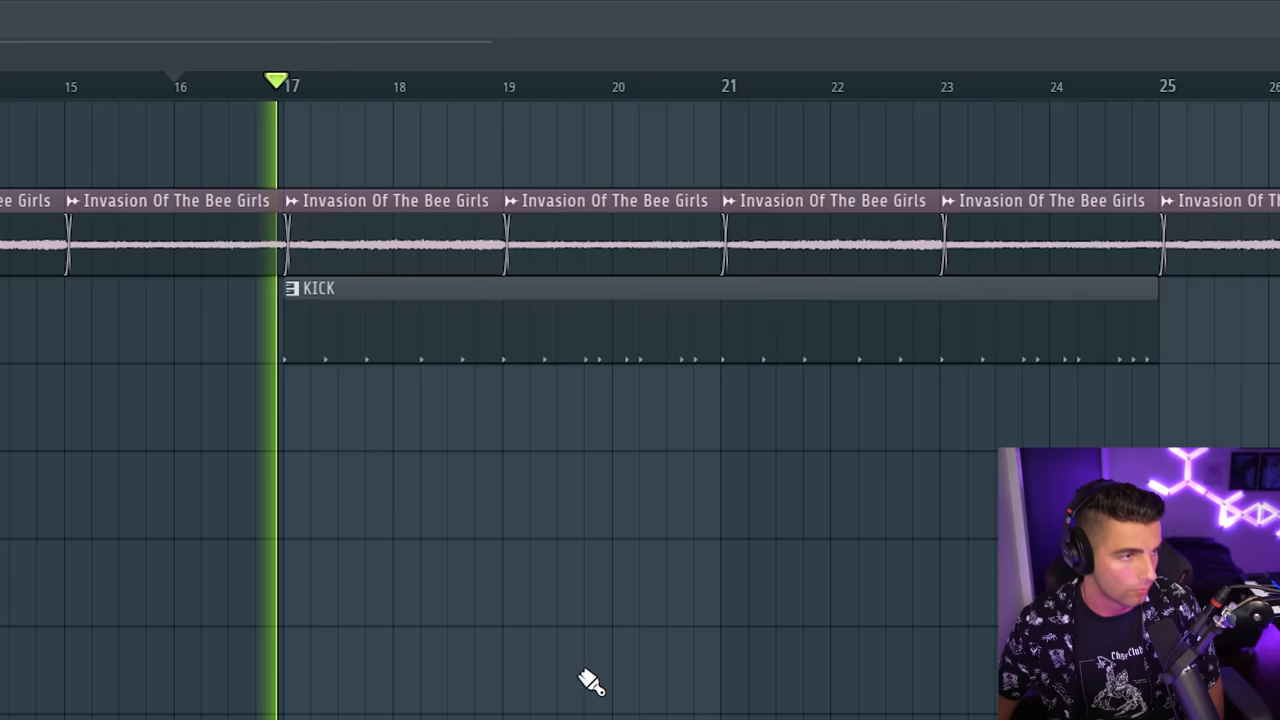 15 16 17 18 19 20 21 22 23 24 25 26
ee Girls Invasion Of The Bee Girls Invasion Of The Bee Girls Invasion Of The Bee Girls Invasion Of The Bee Girls Invasion Of The Bee Girls Invasion Of T
KICK